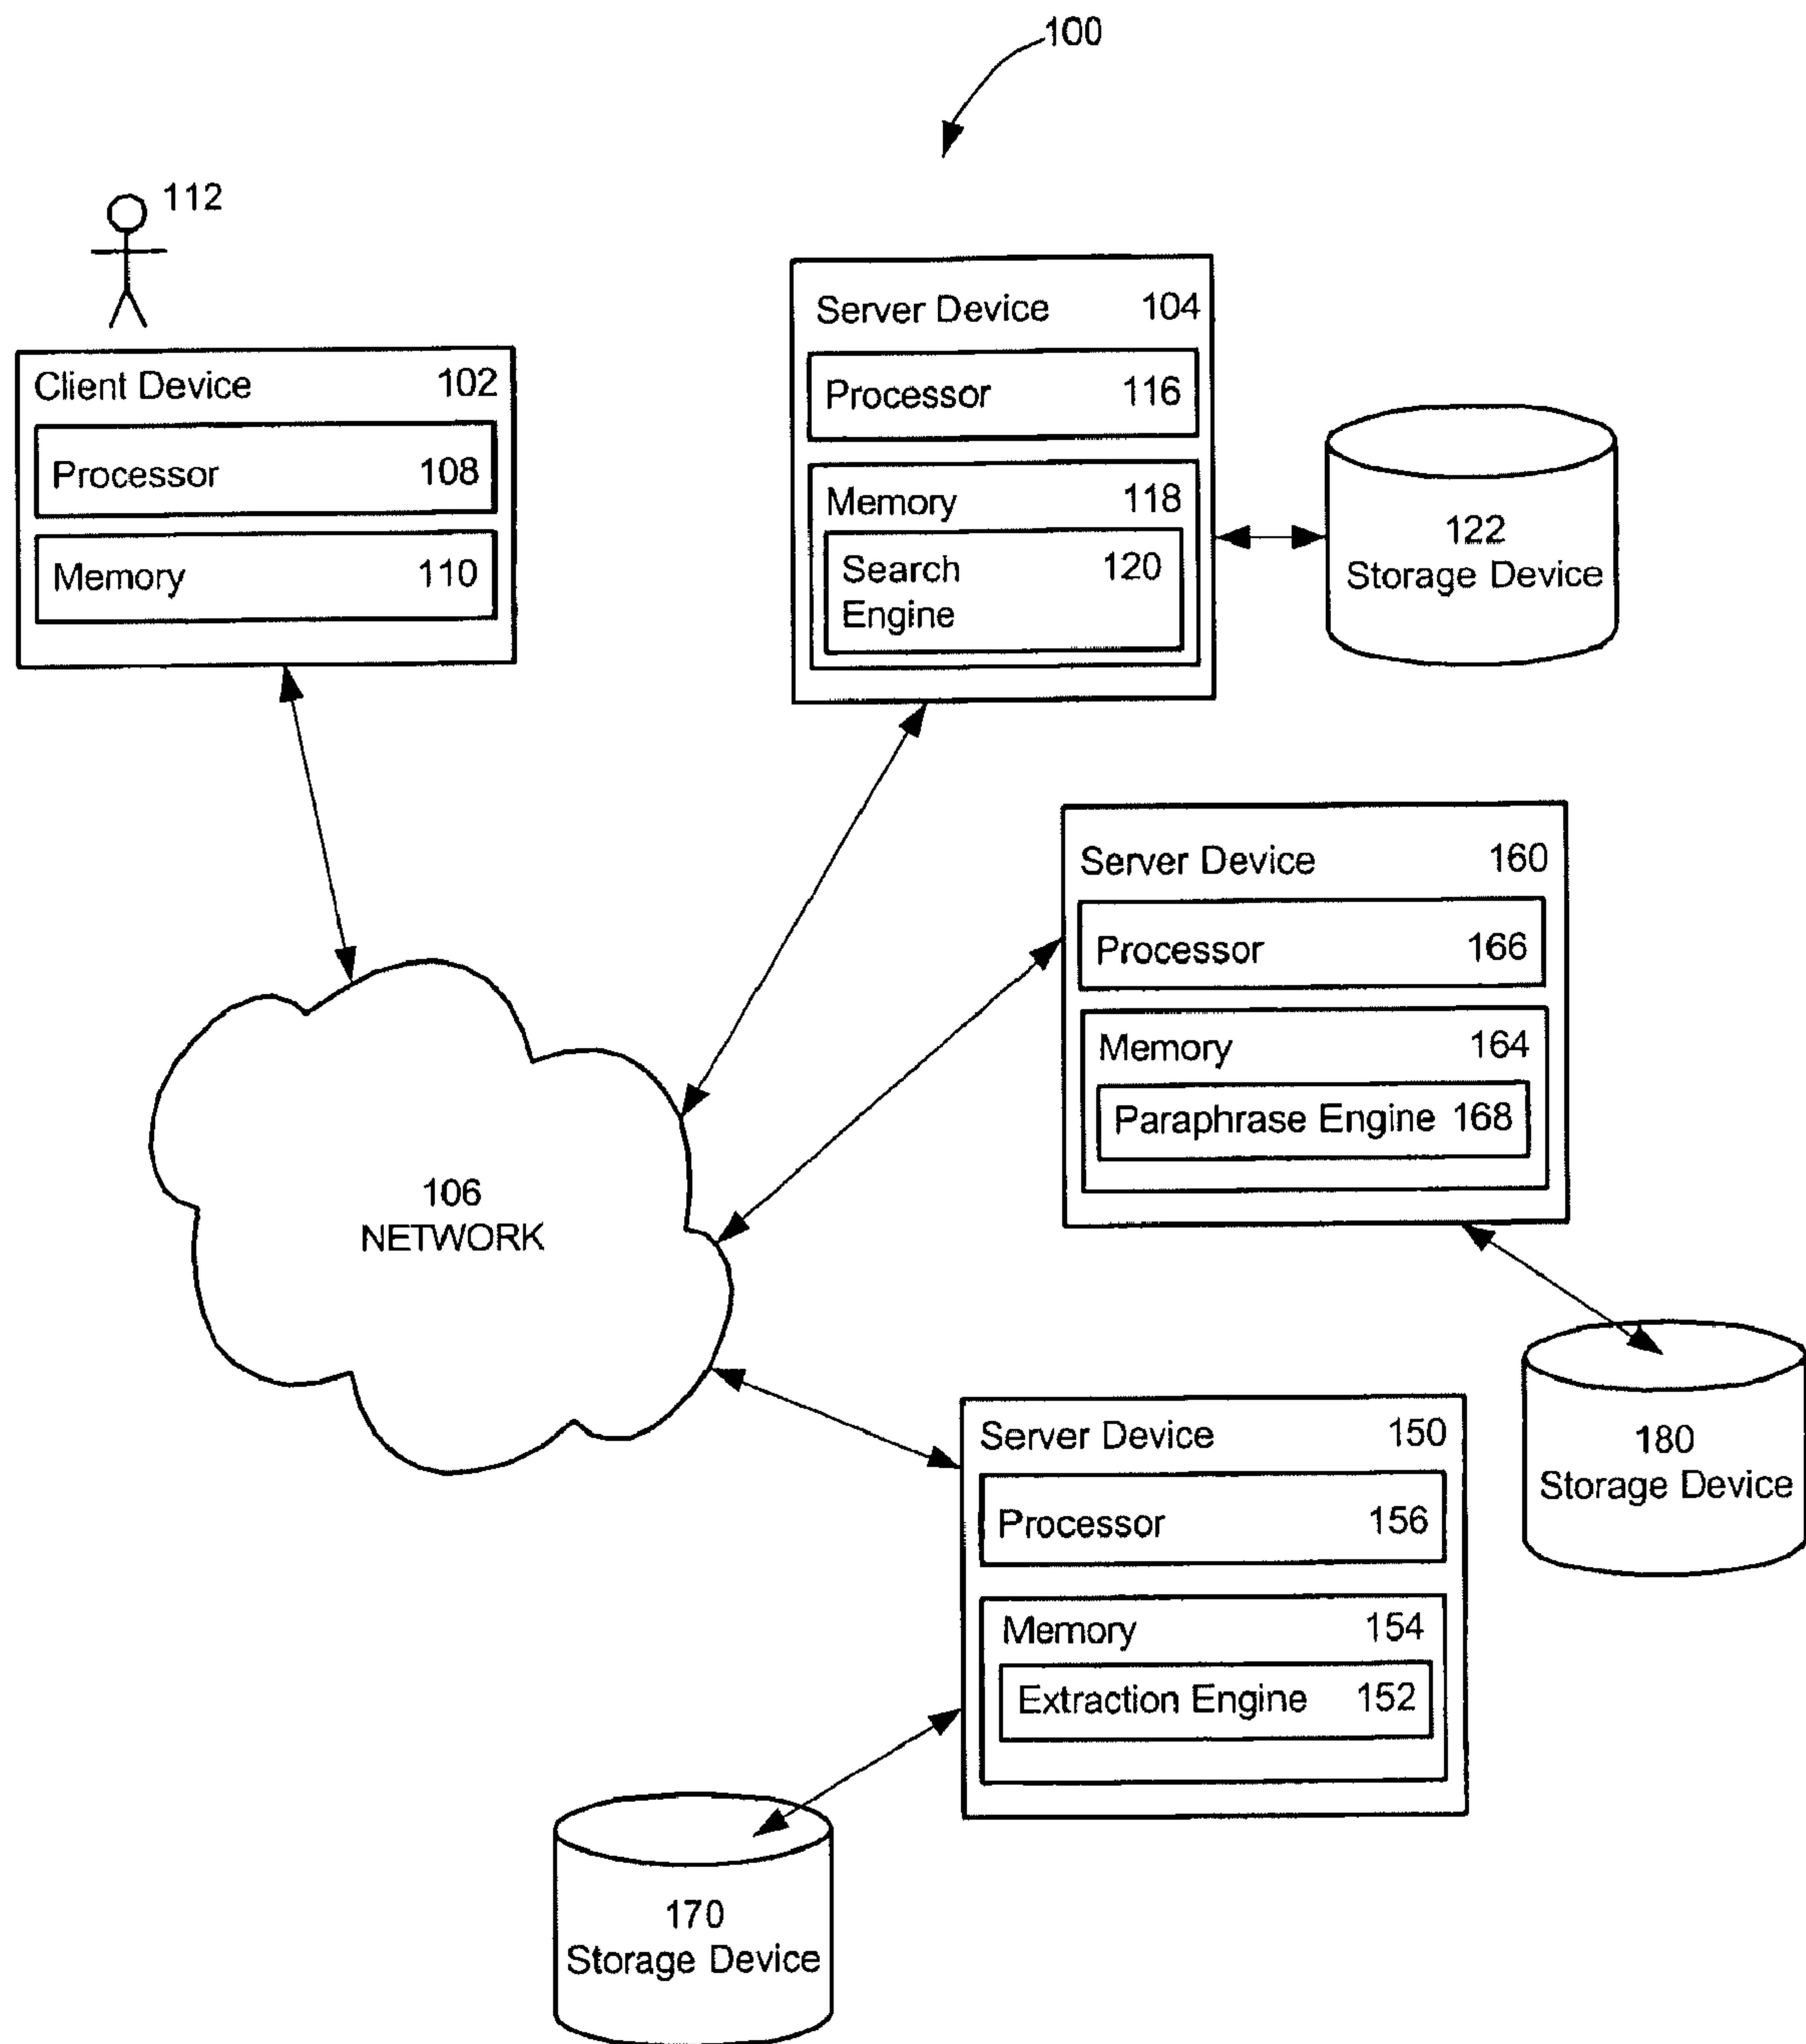 100
112
Client Device 102
Processor 108
Memory 110
Server Device 104
Processor 116
Memory 118
Search 120
Engine
122
Storage Device
Server Device 160
Processor 166
Memory 164
Paraphrase Engine 168
106
NETWORK
180
Storage Device
Server Device 150
Processor 156
Memory 154
Extraction Engine 152
170
Storage Device